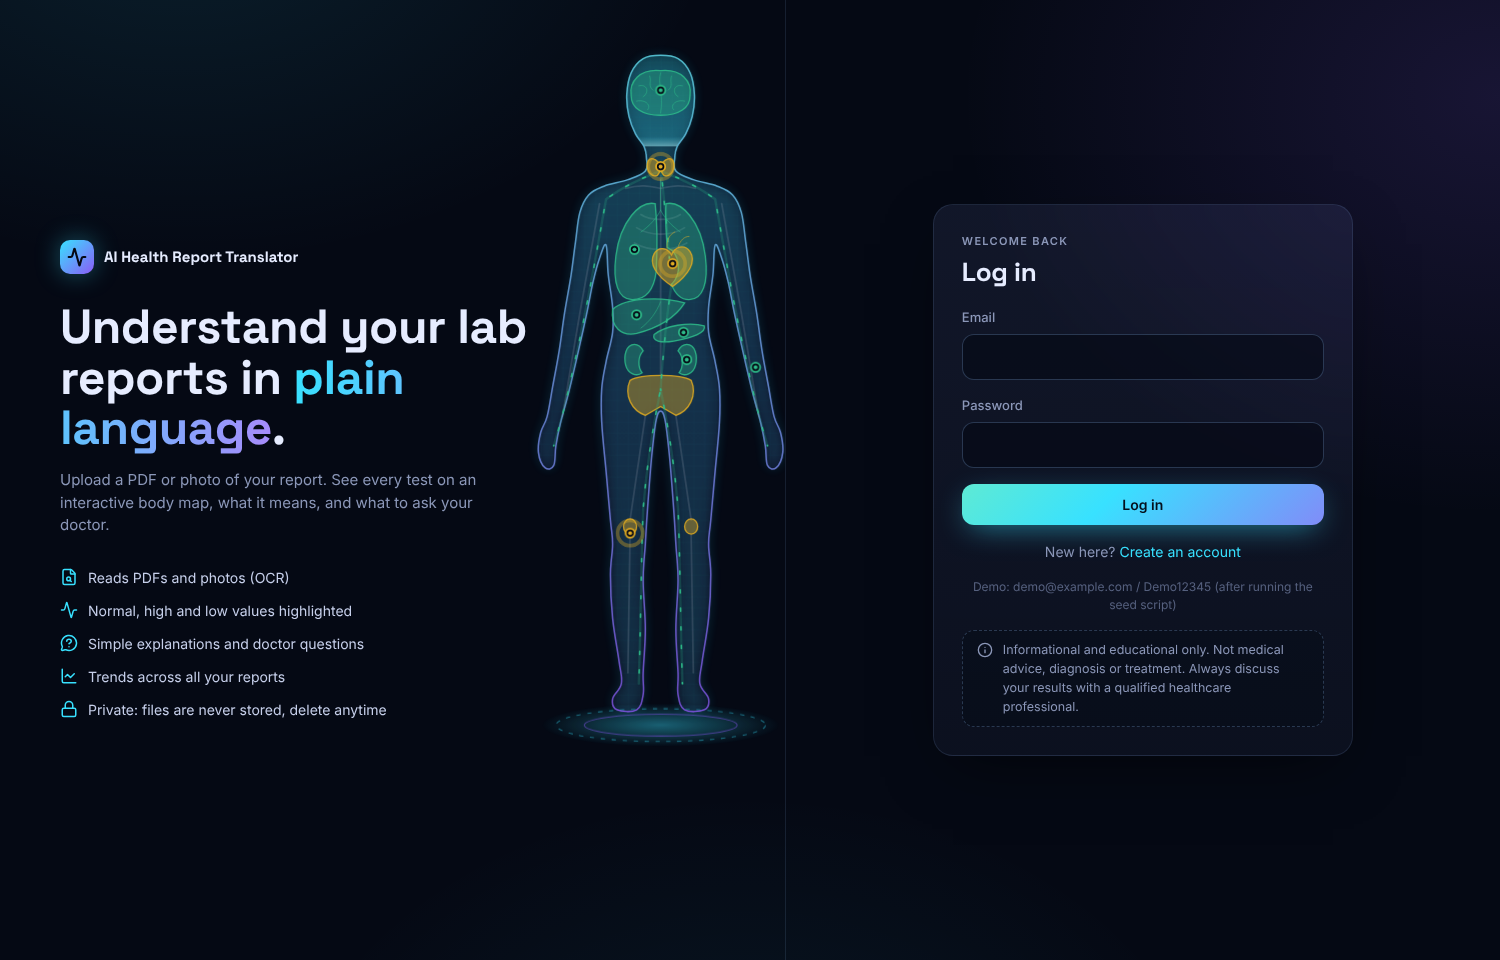 AI Health Report Translator
Understand your lab
reports in plain
language.
Upload a PDF or photo of your report. See every test on an
interactive body map, what it means, and what to ask your
doctor.
Reads PDFs and photos (OCR)
Normal, high and low values highlighted
Simple explanations and doctor questions
Trends across all your reports
Private: files are never stored, delete anytime
WELCOME BACK
Log in
Email
Password
Log in
New here? Create an account
Demo: demo@example.com / Demo12345 (after running the
seed script)
Informational and educational only. Not medical
advice, diagnosis or treatment. Always discuss
your results with a qualified healthcare
professional.